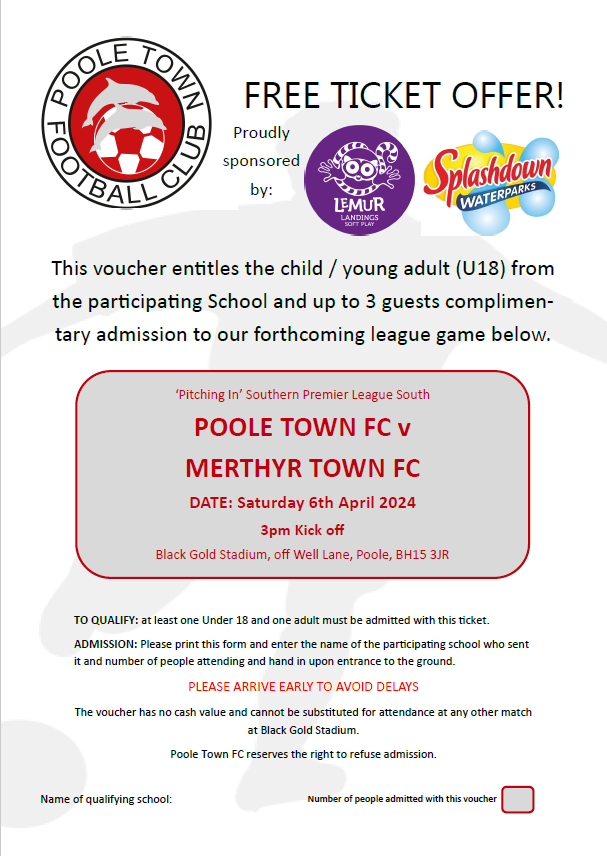 POOLE TOWN
FOOTBALL CLUB
FREE TICKET OFFER!
Proudly
sponsored
by:
LEMUR
LANDINGS
SOFT PLAY
Splashdown
WATERPARKS
This voucher entitles the child / young adult (U18) from
the participating School and up to 3 guests complimen-
tary admission to our forthcoming league game below.
‘Pitching In’ Southern Premier League South
POOLE TOWN FC v
MERTHYR TOWN FC
DATE: Saturday 6th April 2024
3pm Kick off
Black Gold Stadium, off Well Lane, Poole, BH15 3JR
TO QUALIFY: at least one Under 18 and one adult must be admitted with this ticket.
ADMISSION: Please print this form and enter the name of the participating school who sent
it and number of people attending and hand in upon entrance to the ground.
PLEASE ARRIVE EARLY TO AVOID DELAYS
The voucher has no cash value and cannot be substituted for attendance at any other match
at Black Gold Stadium.
Poole Town FC reserves the right to refuse admission.
Name of qualifying school:
Number of people admitted with this voucher